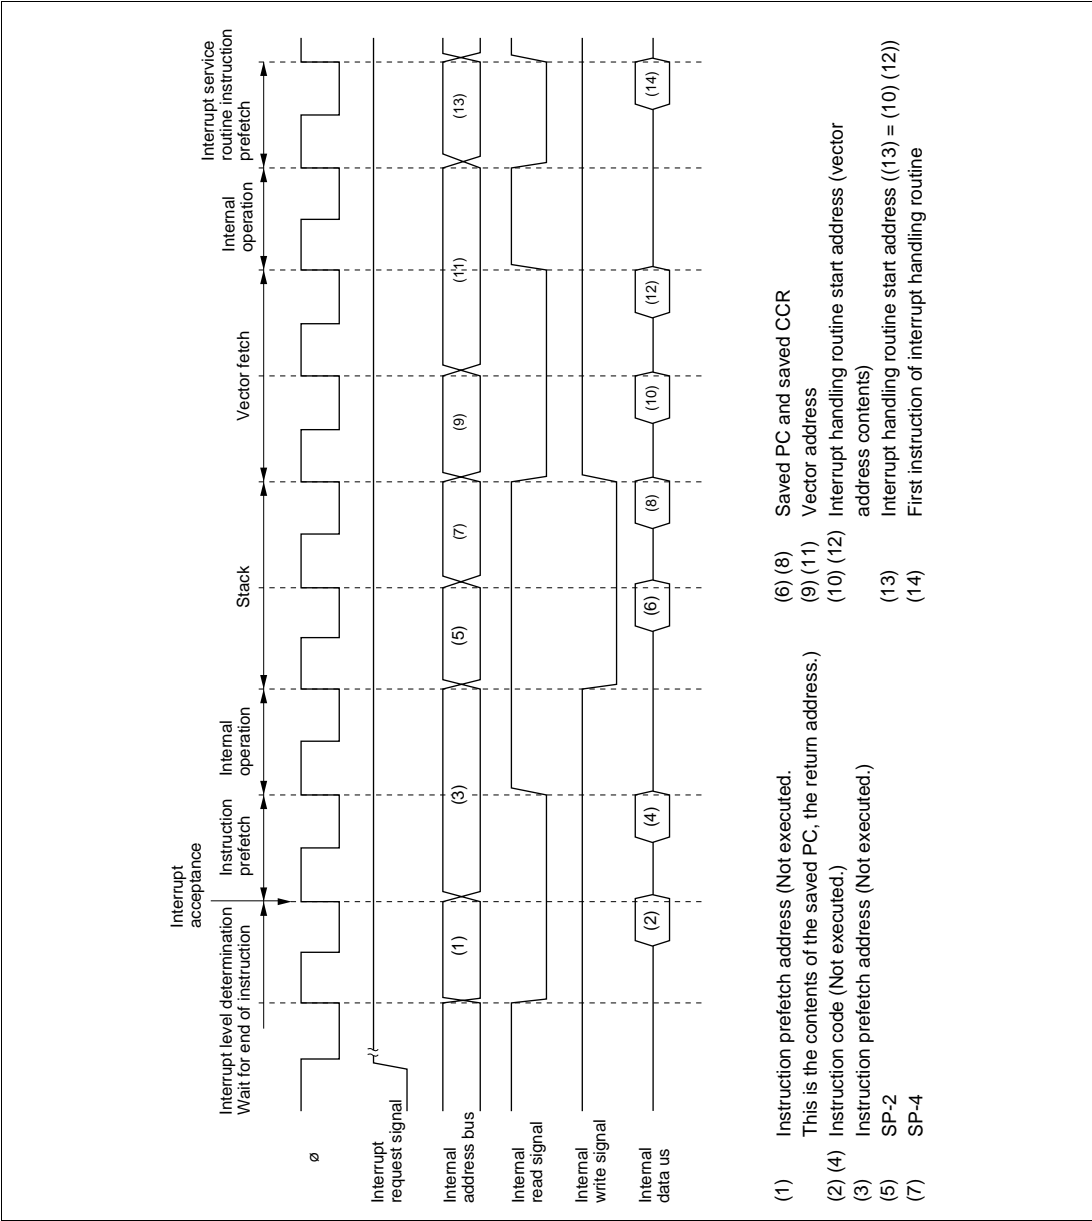 Interrupt
acceptance
Interrupt level determination
Wait for end of instruction
Instruction
prefetch
Internal
operation
Stack
Vector fetch
Internal
operation
Interrupt service
routine instruction
prefetch
ø
Interrupt
request signal
Internal
address bus
(1)
(3)
(5)
(7)
(9)
(11)
(13)
Internal
read signal
Internal
write signal
Internal
data us
(2)
(4)
(6)
(8)
(10)
(12)
(14)
(1) Instruction prefetch address (Not executed.
This is the contents of the saved PC, the return address.)
(2) (4) Instruction code (Not executed.)
(3) Instruction prefetch address (Not executed.)
(5) SP-2
(7) SP-4
(6) (8) Saved PC and saved CCR
(9) (11) Vector address
(10) (12) Interrupt handling routine start address (vector
address contents)
(13) Interrupt handling routine start address ((13) = (10) (12))
(14) First instruction of interrupt handling routine